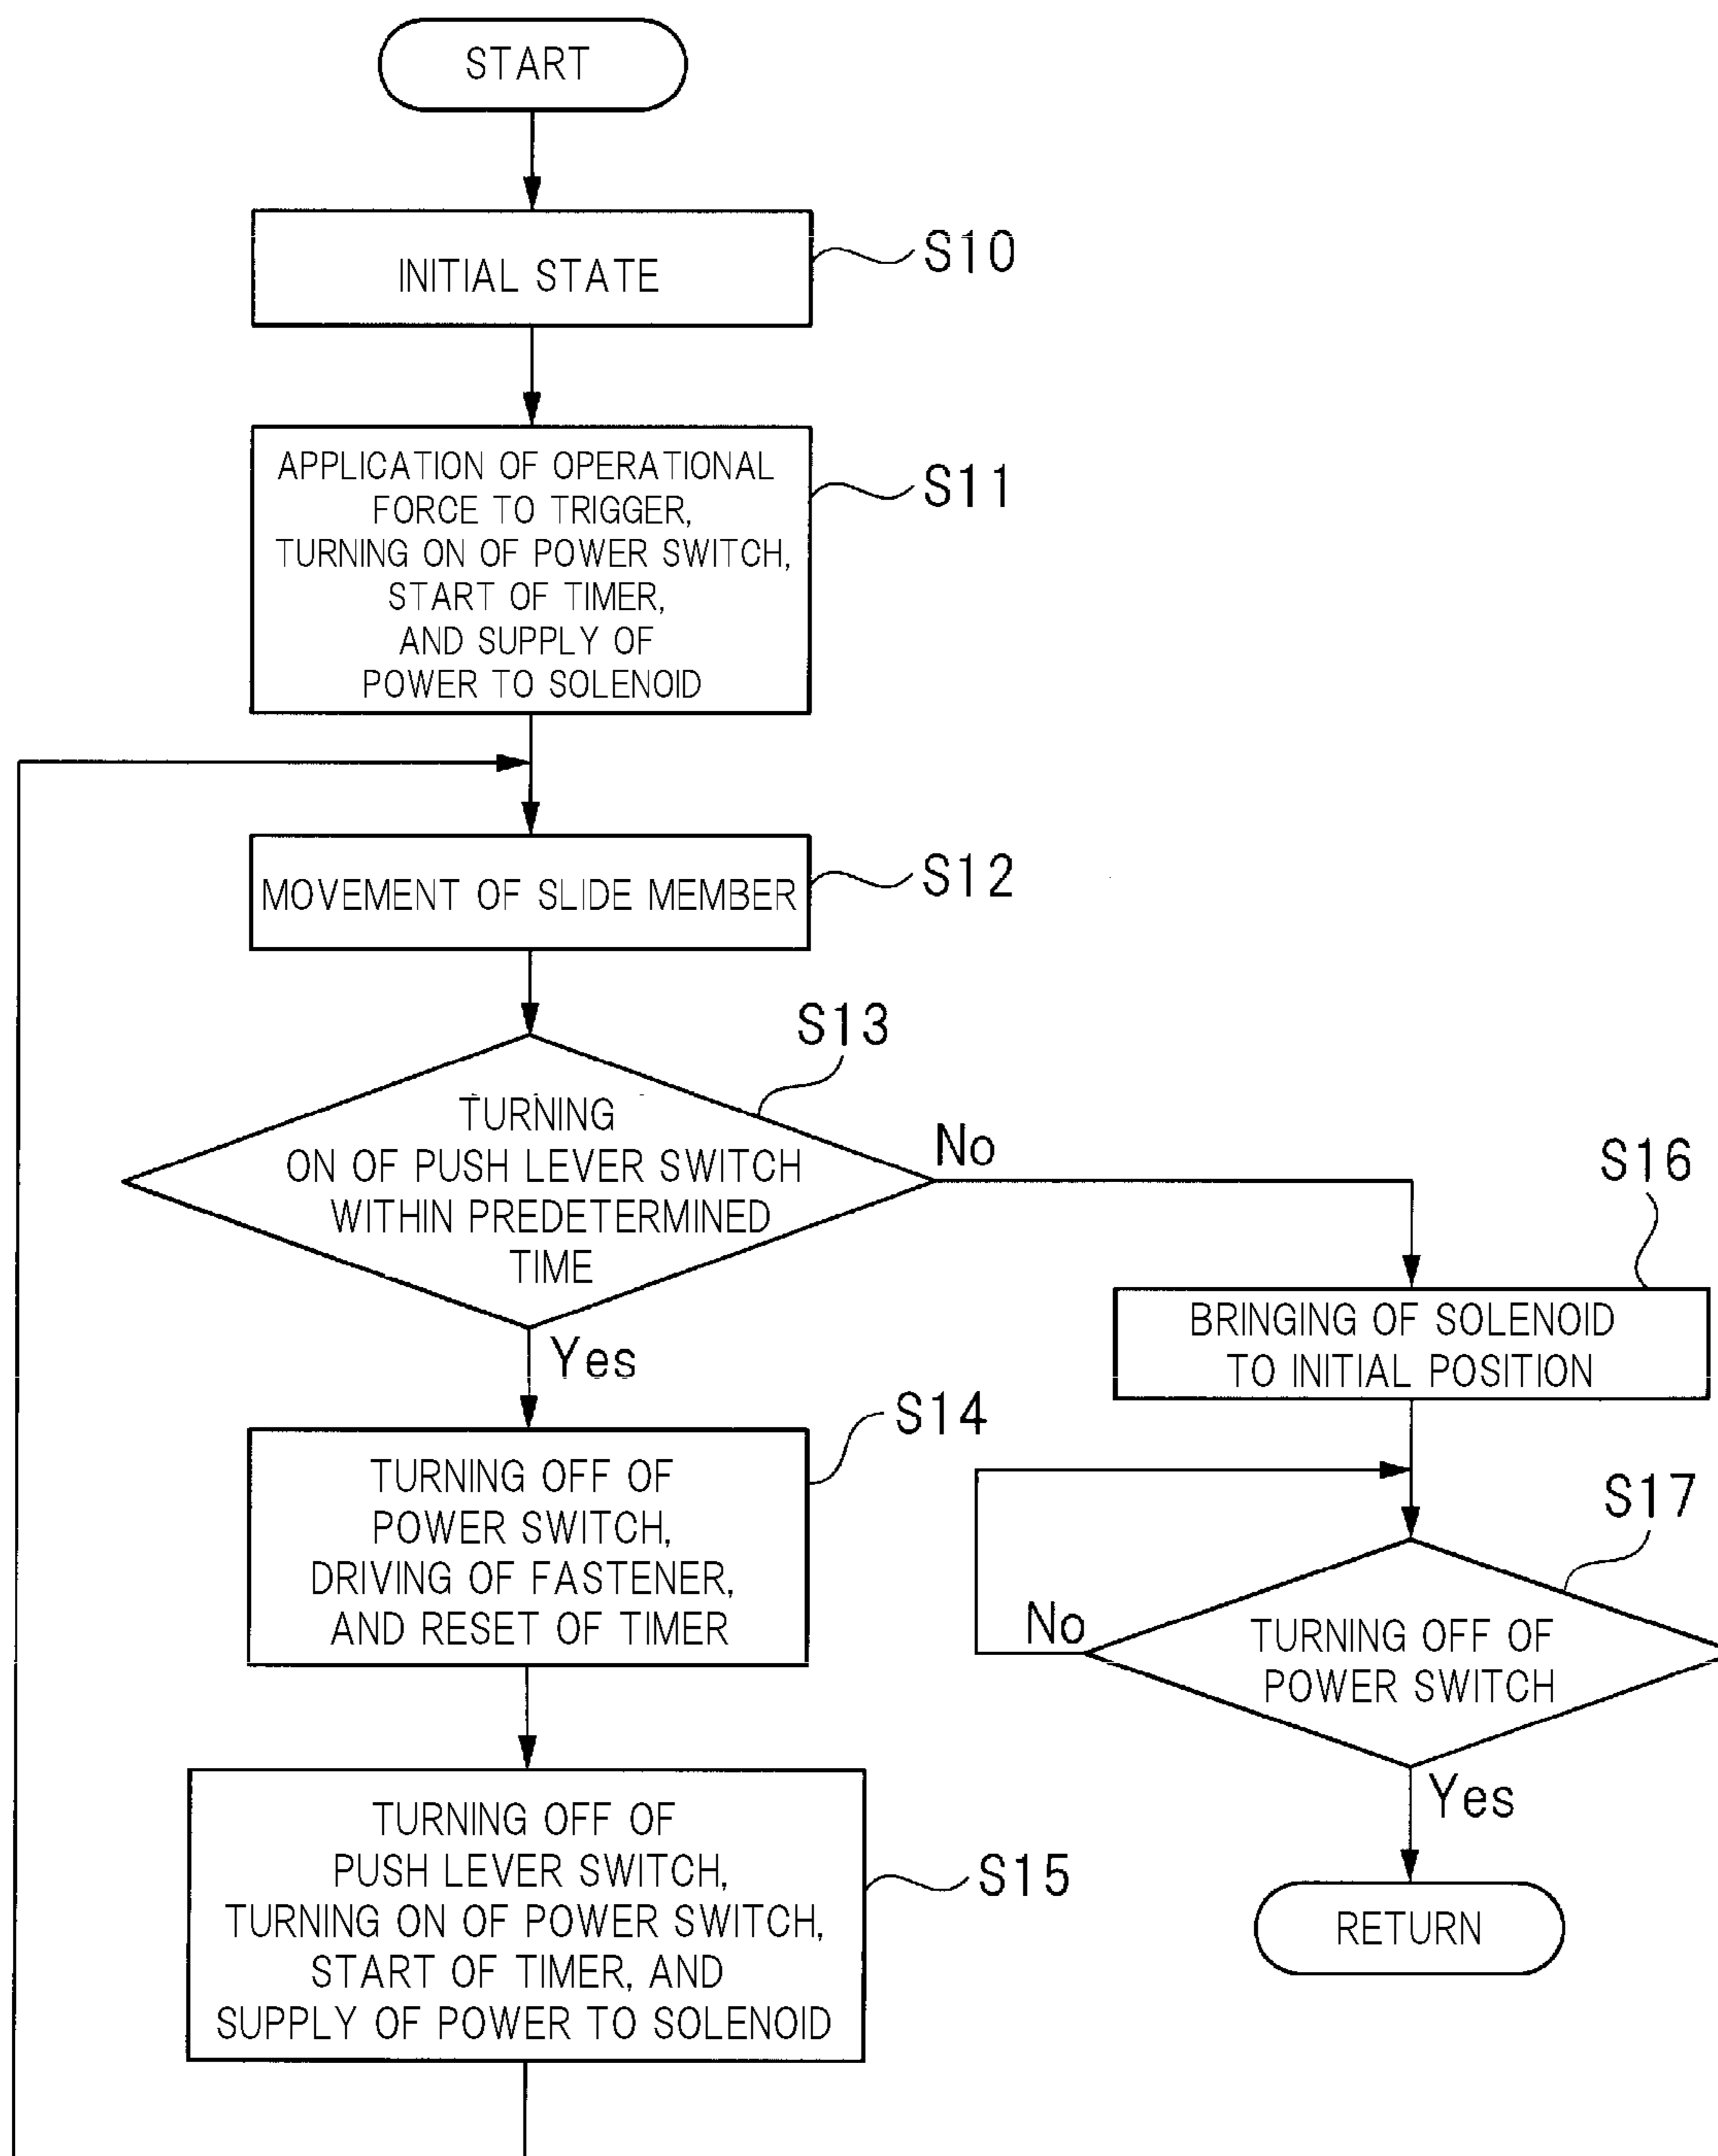 START
INITIAL STATE
S10
APPLICATION OF OPERATIONAL
FORCE TO TRIGGER,
TURNING ON OF POWER SWITCH,
START OF TIMER,
AND SUPPLY OF
POWER TO SOLENOID
S11
MOVEMENT OF SLIDE MEMBER
S12
S13
TURNING
ON OF PUSH LEVER SWITCH
WITHIN PREDETERMINED
TIME
No
Yes
S16
BRINGING OF SOLENOID
TO INITIAL POSITION
S14
TURNING OFF OF
POWER SWITCH,
DRIVING OF FASTENER,
AND RESET OF TIMER
S17
No
TURNING OFF OF
POWER SWITCH
Yes
TURNING OFF OF
PUSH LEVER SWITCH,
TURNING ON OF POWER SWITCH,
START OF TIMER, AND
SUPPLY OF POWER TO SOLENOID
S15
RETURN